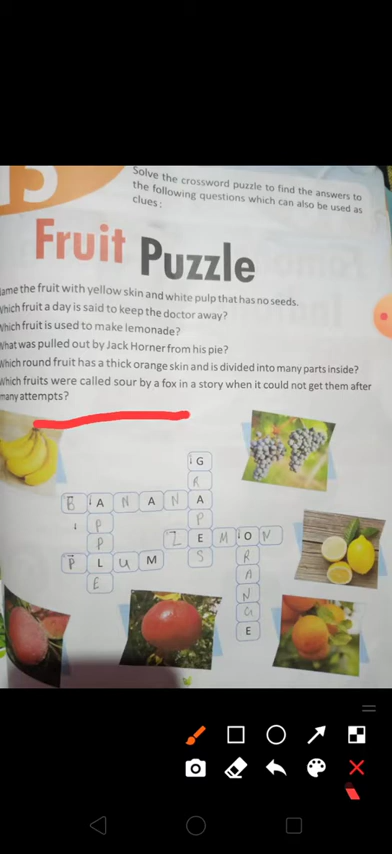 15
Solve the crossword puzzle to find the answers to
the following questions which can also be used as
clues:
Fruit Puzzle
Name the fruit with yellow skin and white pulp that has no seeds.
Which fruit a day is said to keep the doctor away?
Which fruit is used to make lemonade?
What was pulled out by Jack Horner from his pie?
Which round fruit has a thick orange skin and is divided into many parts inside?
Which fruits were called sour by a fox in a story when it could not get them after
many attempts?
G
R
B A N A N A
P P
P L E M O N
P L U M S R
E A
N
G
E